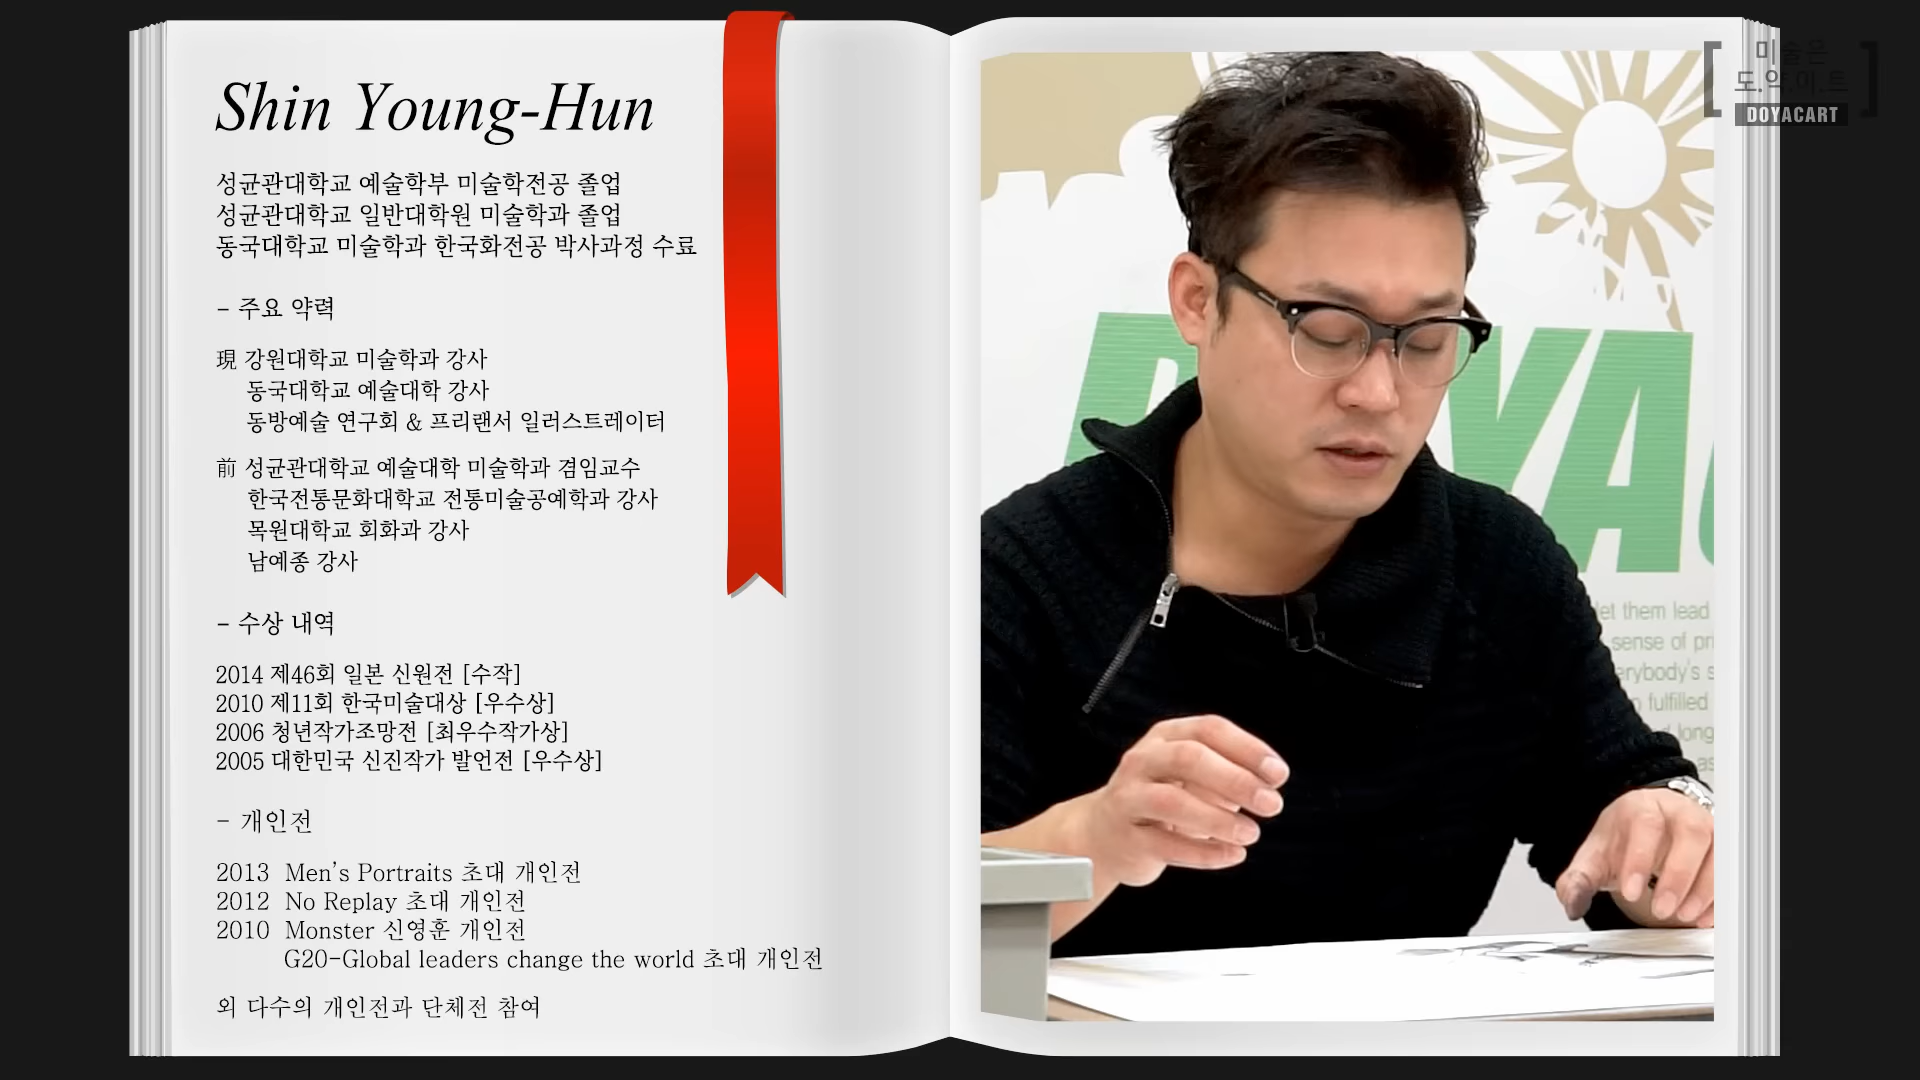 Shin Young-Hun
성균관대학교 예술학부 미술학전공 졸업
성균관대학교 일반대학원 미술학과 졸업
동국대학교 미술학과 한국화전공 박사과정 수료
- 주요 약력
現 강원대학교 미술학과 강사
동국대학교 예술대학 강사
동방예술 연구회 & 프리랜서 일러스트레이터
前 성균관대학교 예술대학 미술학과 겸임교수
한국전통문화대학교 전통미술공예학과 강사
목원대학교 회화과 강사
남예종 강사
- 수상 내역
2014 제46회 일본 신원전 [수작]
2010 제11회 한국미술대상 [우수상]
2006 청년작가조망전 [최우수작가상]
2005 대한민국 신진작가 발언전 [우수상]
- 개인전
2013 Men's Portraits 초대 개인전
2012 No Replay 초대 개인전
2010 Monster 신영훈 개인전
G20-Global leaders change the world 초대 개인전
외 다수의 개인전과 단체전 참여
미술은
도.약.아.트
DOYACART
let them lead
sense of
fulfilled
long